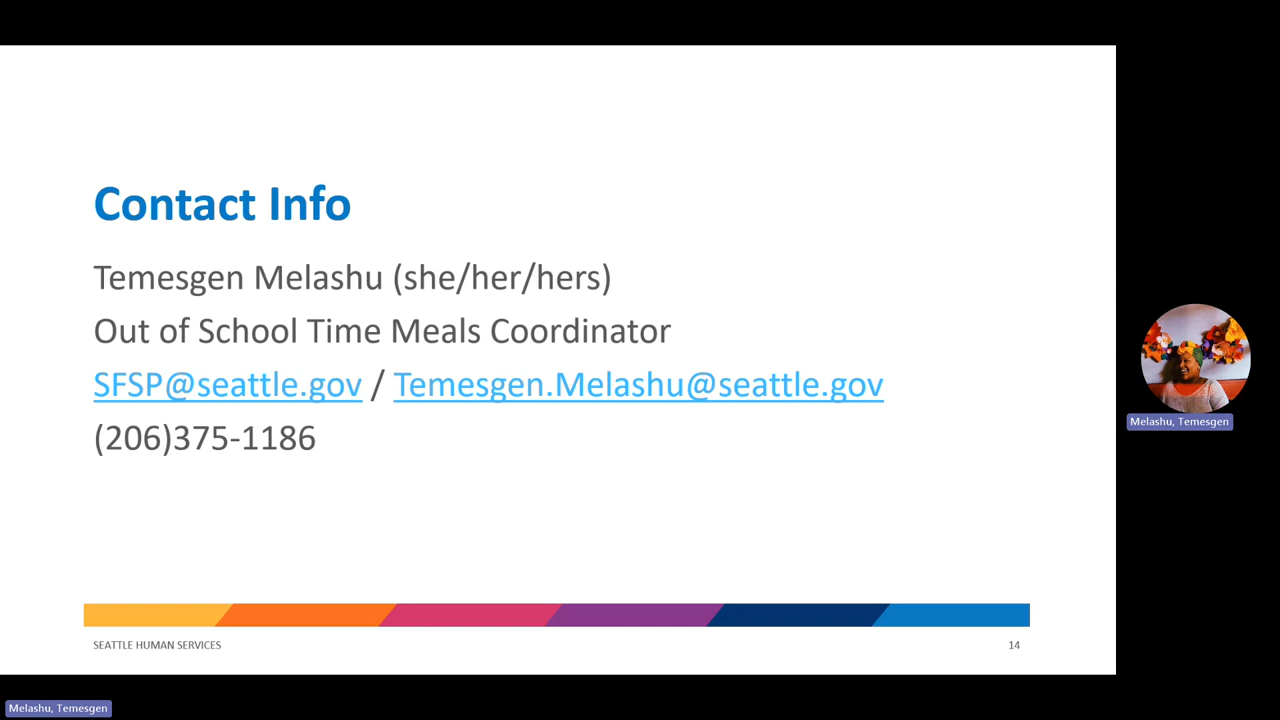 Contact Info
Temesgen Melashu (she/her/hers)
Out of School Time Meals Coordinator
SFSP@seattle.gov / Temesgen.Melashu@seattle.gov
(206)375-1186
SEATTLE HUMAN SERVICES
14
Melashu, Temesgen
Melashu, Temesgen